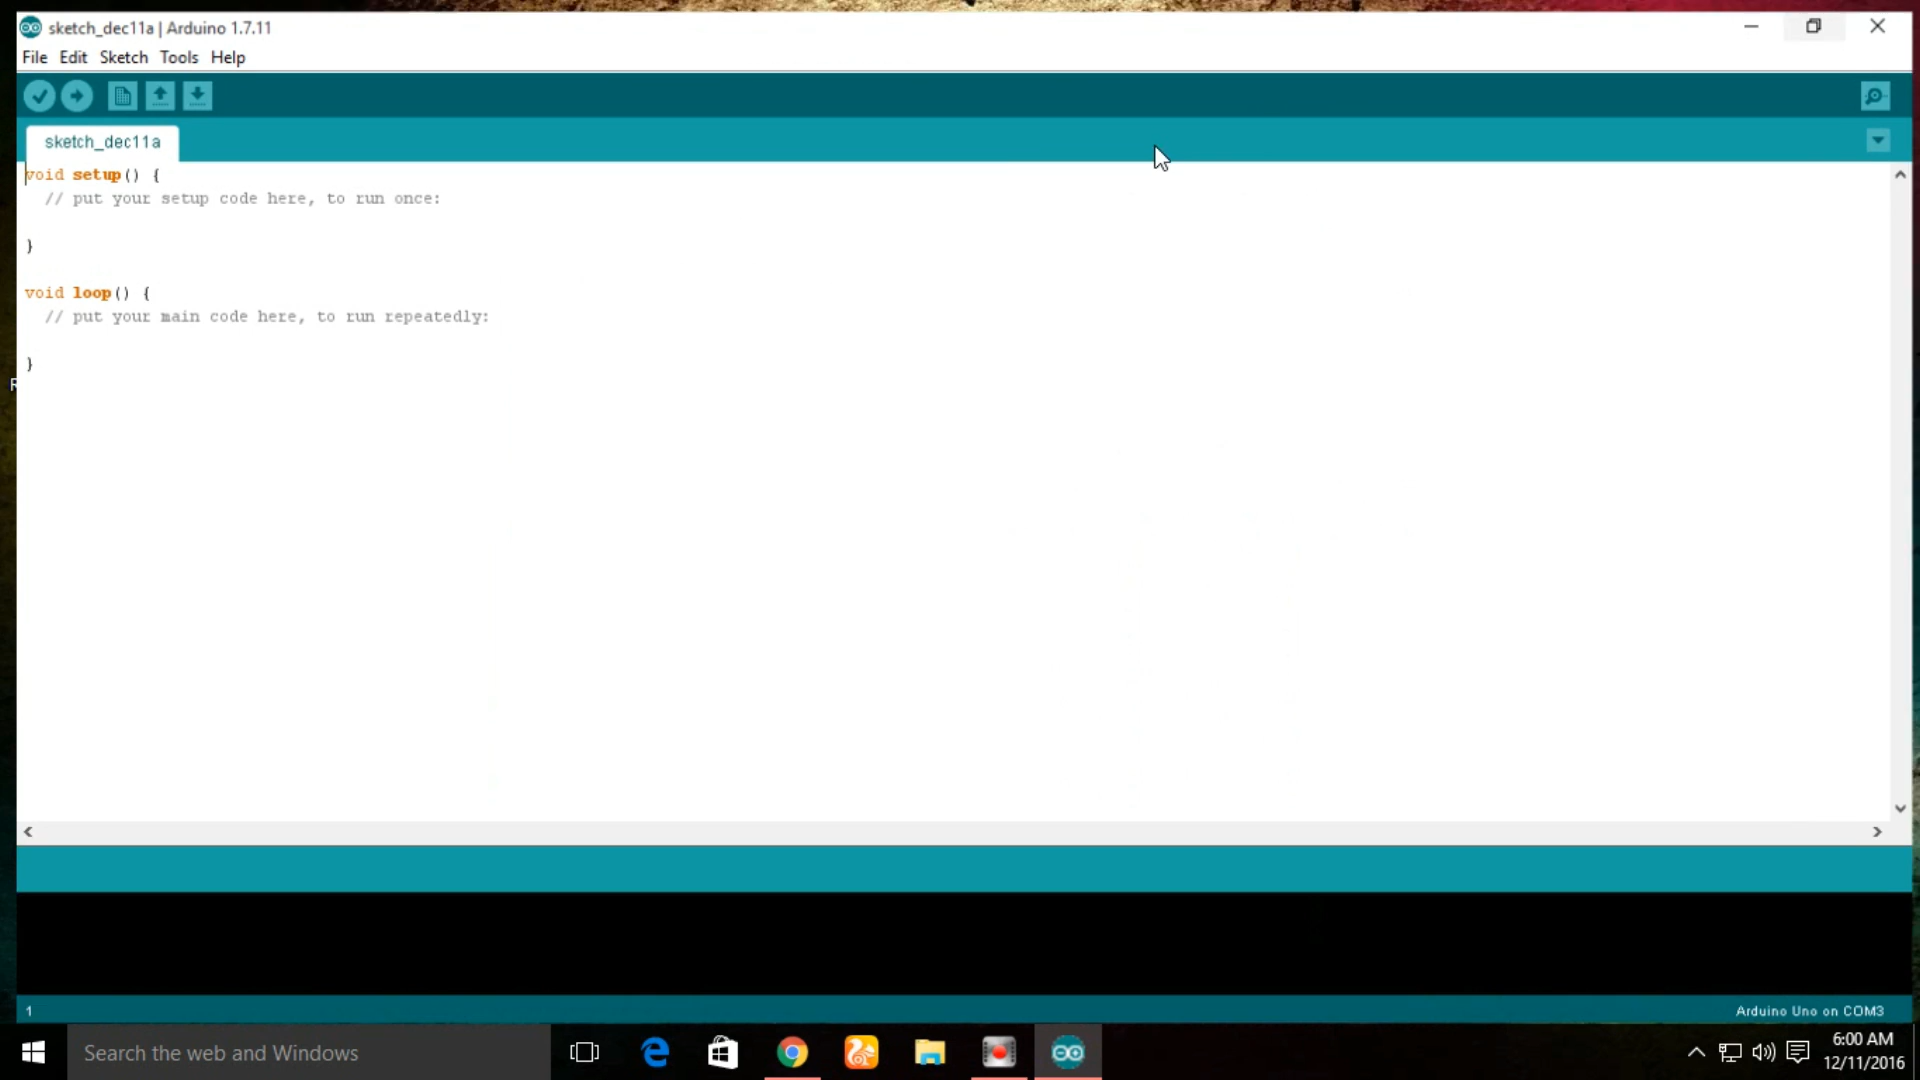 sketch_dec11a | Arduino 1.7.11
File Edit Sketch Tools Help
sketch_dec11a
void setup() {
// put your setup code here, to run once:
}
void loop() {
// put your main code here, to run repeatedly:
}
R
1
Arduino Uno on COM3
Search the web and Windows
6:00 AM
12/11/2016